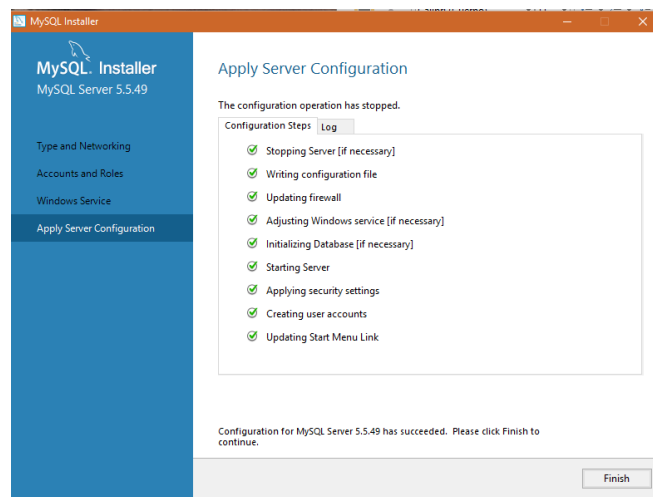 MySQL Installer
MySQL. Installer
MySQL Server 5.5.49
Type and Networking
Accounts and Roles
Windows Service
Apply Server Configuration
Apply Server Configuration
The configuration operation has stopped.
Configuration Steps Log
Stopping Server [if necessary]
Writing configuration file
Updating firewall
Adjusting Windows service [if necessary]
Initializing Database [if necessary]
Starting Server
Applying security settings
Creating user accounts
Updating Start Menu Link
Configuration for MySQL Server 5.5.49 has succeeded. Please click Finish to
continue.
Finish